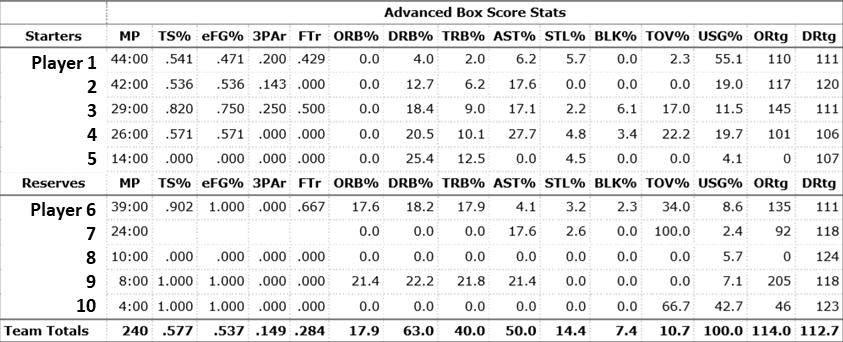 Advanced Box Score Stats
Starters MP TS% eFG% 3PAr FTr ORB% DRB% TRB% AST% STL% BLK% TOV% USG% ORtg DRtg
Player 1 44:00 .541 .471 .200 .429 0.0 4.0 2.0 6.2 5.7 0.0 2.3 55.1 110 111
2 42:00 .536 .536 .143 .000 0.0 12.7 6.2 17.6 0.0 0.0 0.0 19.0 117 120
3 29:00 .820 .750 .250 .500 0.0 18.4 9.0 17.1 2.2 6.1 17.0 11.5 145 111
4 26:00 .571 .571 .000 .000 0.0 20.5 10.1 27.7 4.8 3.4 22.2 19.7 101 106
5 14:00 .000 .000 .000 .000 0.0 25.4 12.5 0.0 4.5 0.0 0.0 4.1 0 107
Reserves MP TS% eFG% 3PAr FTr ORB% DRB% TRB% AST% STL% BLK% TOV% USG% ORtg DRtg
Player 6 39:00 .902 1.000 .000 .667 17.6 18.2 17.9 4.1 3.2 2.3 34.0 8.6 135 111
7 24:00 0.0 0.0 0.0 17.6 2.6 0.0 100.0 2.4 92 118
8 10:00 .000 .000 .000 .000 0.0 0.0 0.0 0.0 0.0 0.0 0.0 5.7 0 124
9 8:00 1.000 1.000 .000 .000 21.4 22.2 21.8 21.4 0.0 0.0 0.0 7.1 205 118
10 4:00 1.000 1.000 .000 .000 0.0 0.0 0.0 0.0 0.0 0.0 66.7 42.7 46 123
Team Totals 240 .577 .537 .149 .284 17.9 63.0 40.0 50.0 14.4 7.4 10.7 100.0 114.0 112.7